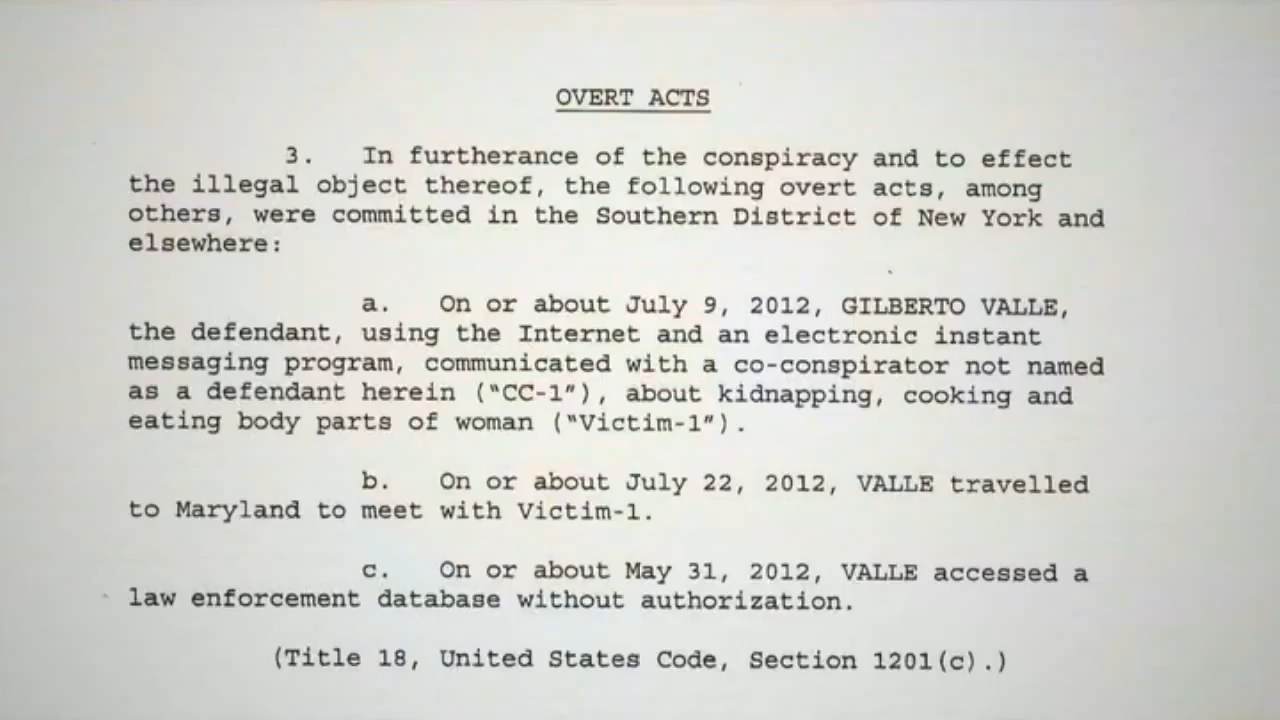 OVERT ACTS
3. In furtherance of the conspiracy and to effect
the illegal object thereof, the following overt acts, among
others, were committed in the Southern District of New York and
elsewhere:
a. On or about July 9, 2012, GILBERTO VALLE,
the defendant, using the Internet and an electronic instant
messaging program, communicated with a co-conspirator not named
as a defendant herein ("CC-1"), about kidnapping, cooking and
eating body parts of woman ("Victim-1").
b. On or about July 22, 2012, VALLE travelled
to Maryland to meet with Victim-1.
c. On or about May 31, 2012, VALLE accessed a
law enforcement database without authorization.
(Title 18, United States Code, Section 1201(c).)